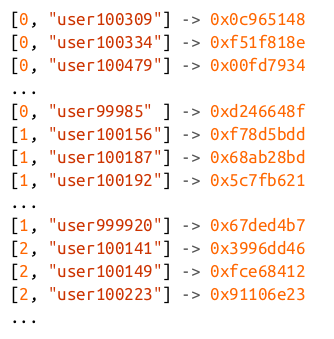 [0, "user100309"] -> 0x0c965148
[0, "user100334"] -> 0xf51f818e
[0, "user100479"] -> 0x00fd7934
...
[0, "user99985" ] -> 0xd246648f
[1, "user100156"] -> 0xf78d5bdd
[1, "user100187"] -> 0x68ab28bd
[1, "user100192"] -> 0x5c7fb621
...
[1, "user999920"] -> 0x67ded4b7
[2, "user100141"] -> 0x3996dd46
[2, "user100149"] -> 0xfce68412
[2, "user100223"] -> 0x91106e23
...